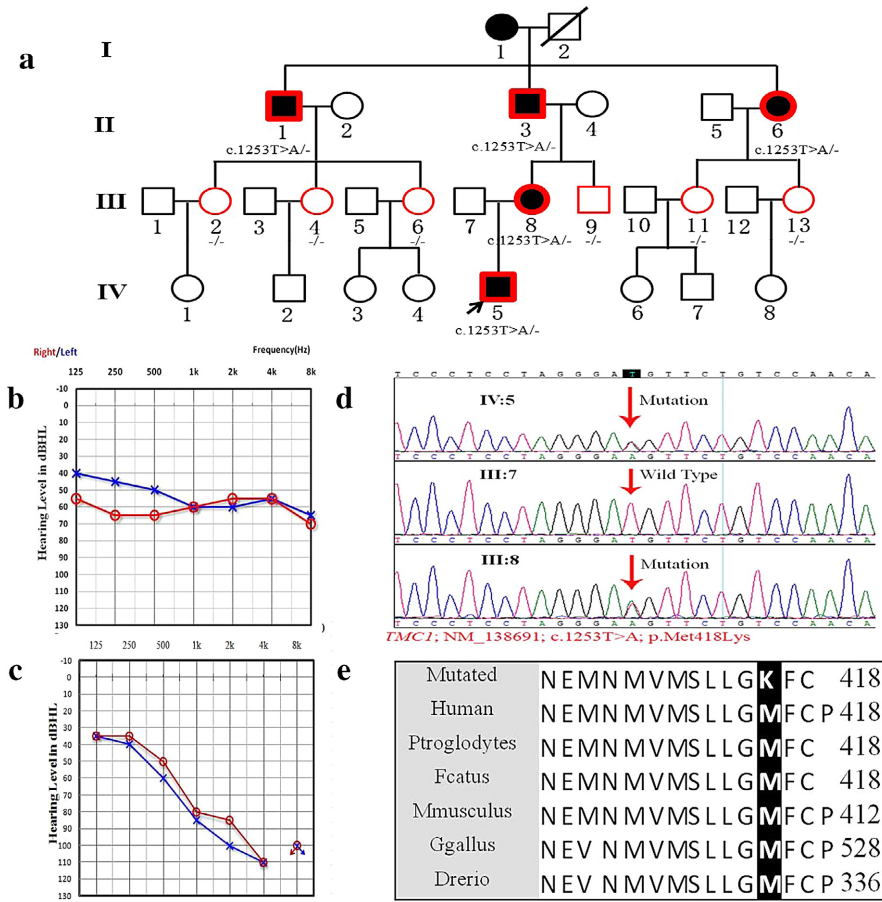 a
I
1 2
II
1 2 3 4 5 6
c.1253T>A/- c.1253T>A/- c.1253T>A/-
III
1 2 3 4 5 6 7 8 9 10 11 12 13
-/- -/- -/- c.1253T>A/- -/- -/- -/-
IV
1 2 3 4 5 6 7 8
c.1253T>A/-
b
Right/Left Frequency(Hz)
125 250 500 1k 2k 4k 8k
Hearing Level in dBHL
-10
0
10
20
30
40
50
60
70
80
90
100
110
120
130
)
c
125 250 500 1k 2k 4k 8k
Hearing Level in dBHL
-10
0
10
20
30
40
50
60
70
80
90
100
110
120
130
d
T C C C T C C T A G G G A T G T T C T G T C C A A C A
IV:5
Mutation
T C C C T C C T A G G G A A G T T C T G T C C A A C A
III:7
Wild Type
T C C C T C C T A G G G A T G T T C T G T C C A A C A
III:8
Mutation
TMC1; NM_138691; c.1253T>A; p.Met418Lys
e
Mutated N E M N M V M S L L G K F C 418
Human N E M N M V M S L L G M F C P 418
Ptroglodytes N E M N M V M S L L G M F C 418
Fcatus N E M N M V M S L L G M F C 418
Mmusculus N E M N M V M S L L G M F C P 412
Ggallus N E V N M V M S L L G M F C P 528
Drerio N E V N M V M S L L G M F C P 336